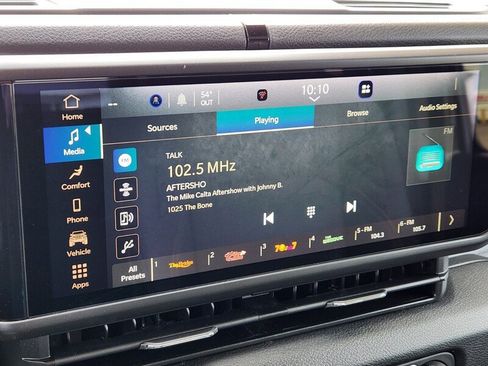 54°
OUT
10:10
Home
Media
Comfort
Phone
Vehicle
Apps
Sources
Playing
Browse
Audio Settings
FM
TALK
102.5 MHz
AFTERSHO
The Mike Calta Aftershow with Johnny B.
1025 The Bone
FM
All
Presets
1
2
3
4
5 - FM
104.3
6 - FM
105.7